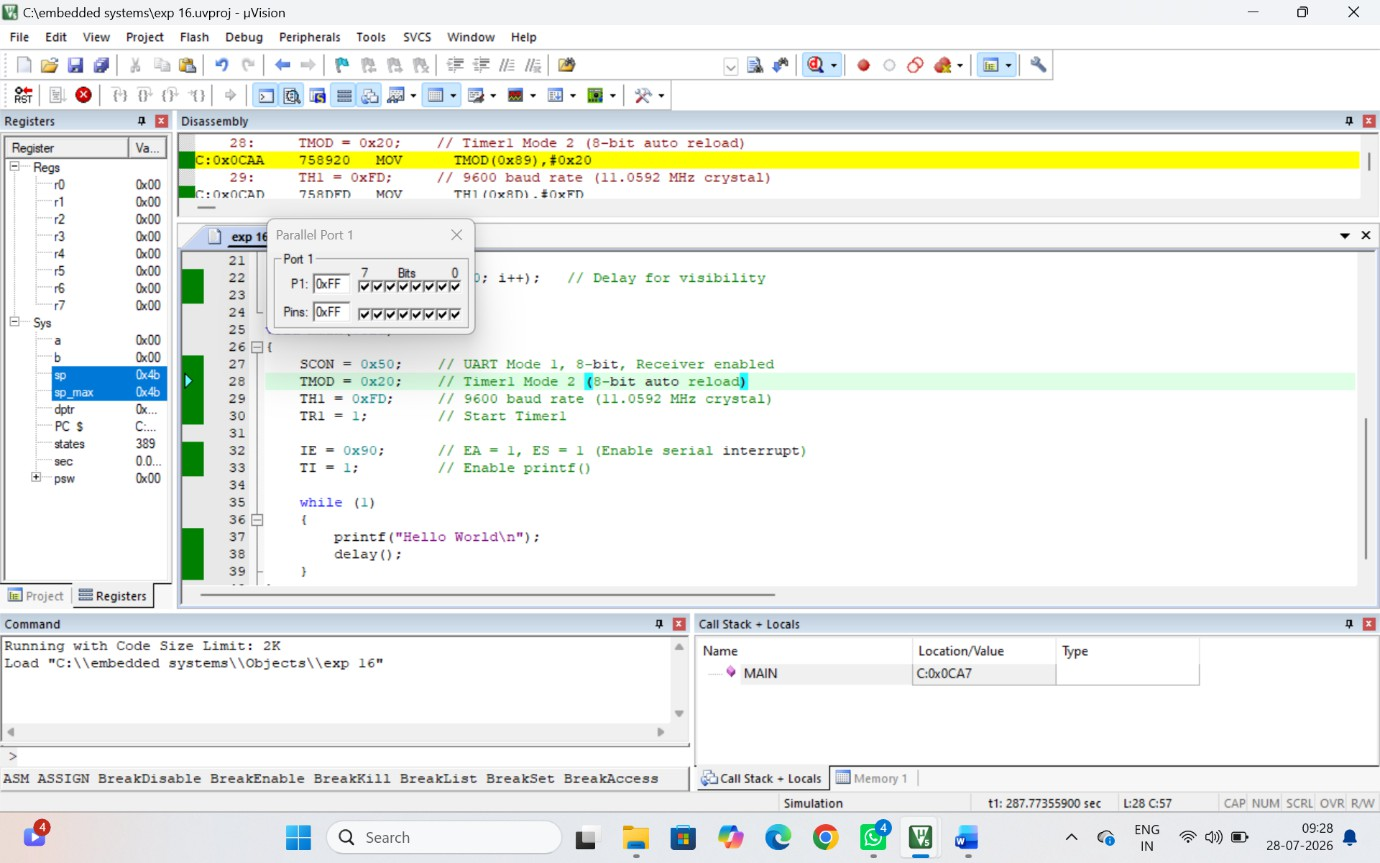 C:\embedded systems\exp 16.uvproj - µVision
File Edit View Project Flash Debug Peripherals Tools SVCS Window Help
RST
Registers
Register Va...
Regs
r0 0x00
r1 0x00
r2 0x00
r3 0x00
r4 0x00
r5 0x00
r6 0x00
r7 0x00
Sys
a 0x00
b 0x00
sp 0x4b
sp_max 0x4b
dptr 0x...
PC $ C:...
states 389
sec 0.0...
psw 0x00
Project Registers
Disassembly
28: TMOD = 0x20; // Timer1 Mode 2 (8-bit auto reload)
C:0x0CAA 758920 MOV TMOD(0x89),#0x20
29: TH1 = 0xFD; // 9600 baud rate (11.0592 MHz crystal)
C:0x0CAD 758DFD MOV TH1(0x8D),#0xFD
exp 16
Parallel Port 1
Port 1
7 Bits 0
P1: 0xFF
Pins: 0xFF
21
22 0; i++); // Delay for visibility
23
24
25
26 {
27 SCON = 0x50; // UART Mode 1, 8-bit, Receiver enabled
28 TMOD = 0x20; // Timer1 Mode 2 (8-bit auto reload)
29 TH1 = 0xFD; // 9600 baud rate (11.0592 MHz crystal)
30 TR1 = 1; // Start Timer1
31
32 IE = 0x90; // EA = 1, ES = 1 (Enable serial interrupt)
33 TI = 1; // Enable printf()
34
35 while (1)
36 {
37 printf("Hello World\n");
38 delay();
39 }
Command
Running with Code Size Limit: 2K
Load "C:\\embedded systems\\Objects\\exp 16"
>
ASM ASSIGN BreakDisable BreakEnable BreakKill BreakList BreakSet BreakAccess
Call Stack + Locals
Name Location/Value Type
MAIN C:0x0CA7
Call Stack + Locals Memory 1
Simulation t1: 287.77355900 sec L:28 C:57 CAP NUM SCRL OVR R/W
4
Search
4
ENG
IN
09:28
28-07-2026